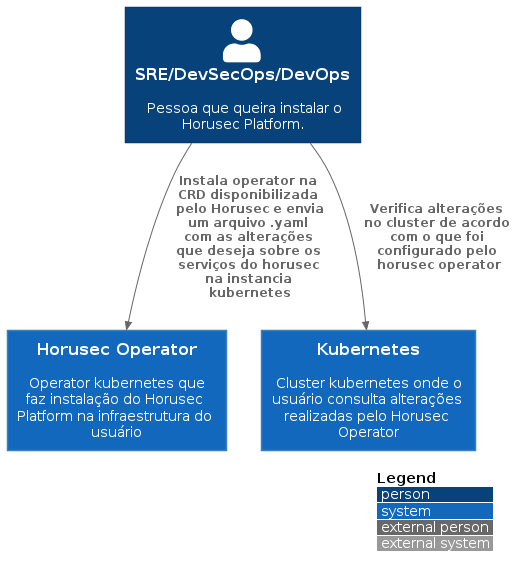 SRE/DevSecOps/DevOps
Pessoa que queira instalar o
Horusec Platform.
Instala operator na
CRD disponibilizada
pelo Horusec e envia
um arquivo .yaml
com as alterações
que deseja sobre os
serviços do horusec
na instancia
kubernetes
Verifica alterações
no cluster de acordo
com o que foi
configurado pelo
horusec operator
Horusec Operator
Operator kubernetes que
faz instalação do Horusec
Platform na infraestrutura do
usuário
Kubernetes
Cluster kubernetes onde o
usuário consulta alterações
realizadas pelo Horusec
Operator
Legend
person
system
external person
external system